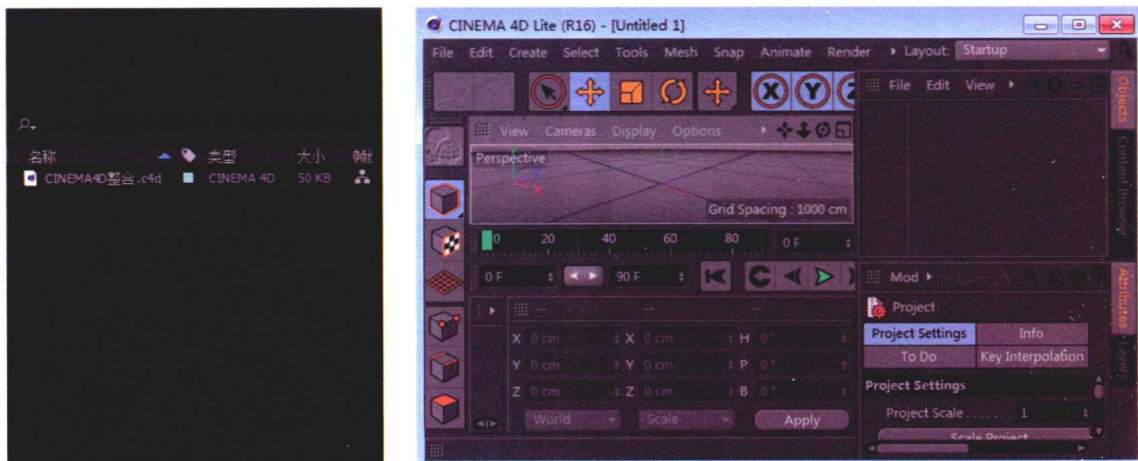 名称 类型 大小 帧
CINEMA4D整合.c4d CINEMA 4D 50 KB
CINEMA 4D Lite (R16) - [Untitled 1]
File Edit Create Select Tools Mesh Snap Animate Render Layout: Startup
X Y Z
File Edit View
Objects
Content Browser
View Cameras Display Options
Perspective
Grid Spacing : 1000 cm
0 20 40 60 80 0 F
0 F 90 F
Mod
Attributes
Layers
Project
Project Settings Info
To Do Key Interpolation
Project Settings
Project Scale....... 1
Scale Project
-- -- --
X 0 cm X 0 cm H 0°
Y 0 cm Y 0 cm P 0°
Z 0 cm Z 0 cm B 0°
World Scale Apply